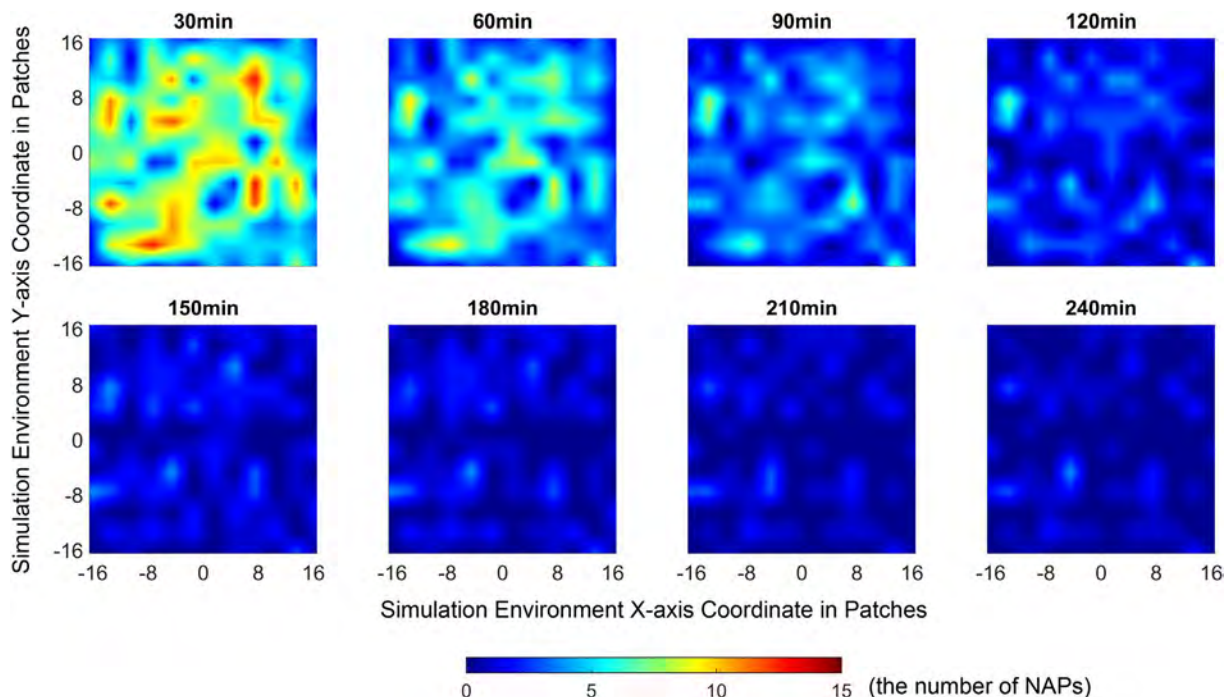 30min 60min 90min 120min
16
8
0
-8
-16
Simulation Environment Y-axis Coordinate in Patches
150min 180min 210min 240min
16
8
0
-8
-16
-16 -8 0 8 16 -16 -8 0 8 16 -16 -8 0 8 16 -16 -8 0 8 16
Simulation Environment X-axis Coordinate in Patches
0 5 10 15 (the number of NAPs)